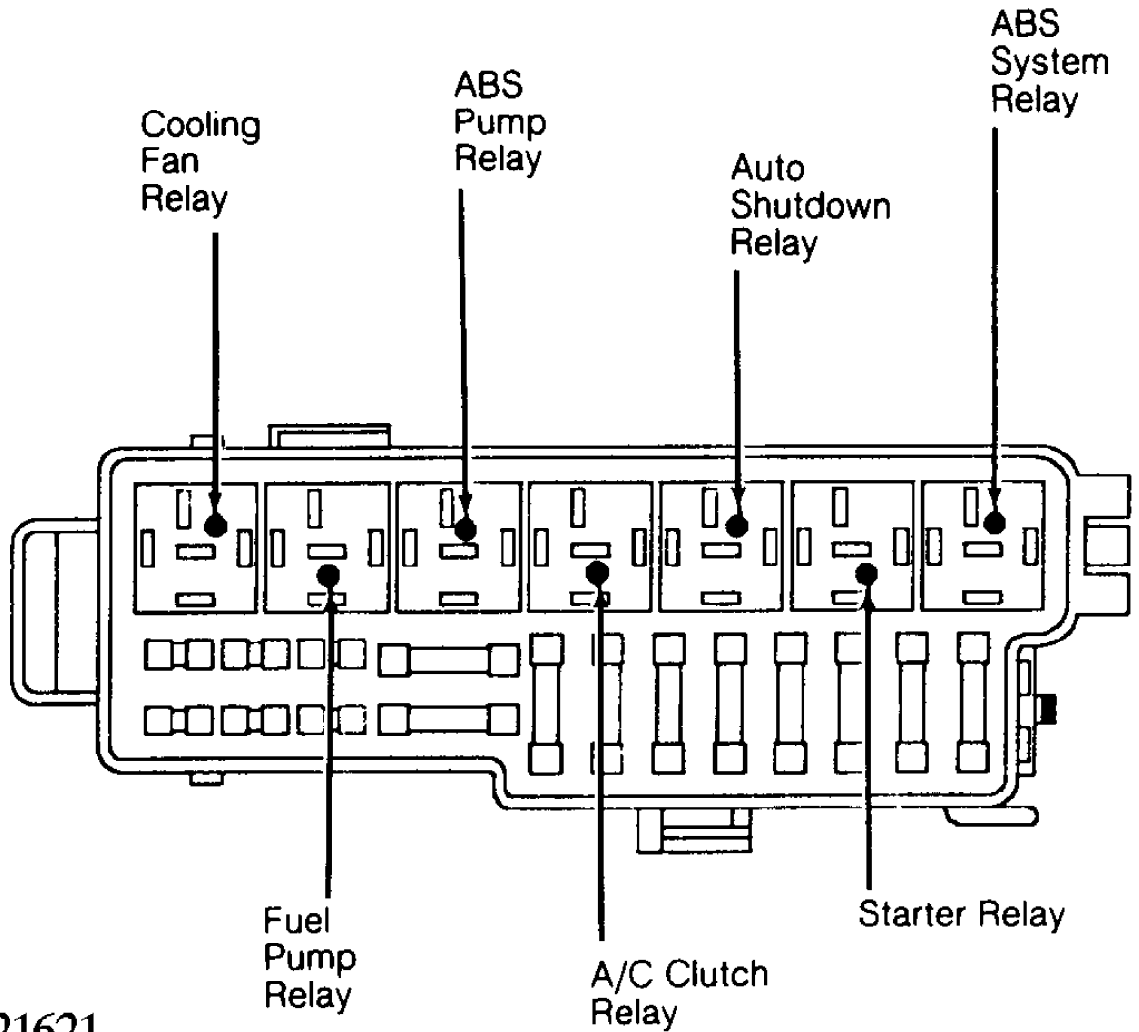 ABS
System
Relay
ABS
Pump
Relay
Cooling
Fan
Relay
Auto
Shutdown
Relay
Fuel
Pump
Relay
A/C Clutch
Relay
Starter Relay
21621